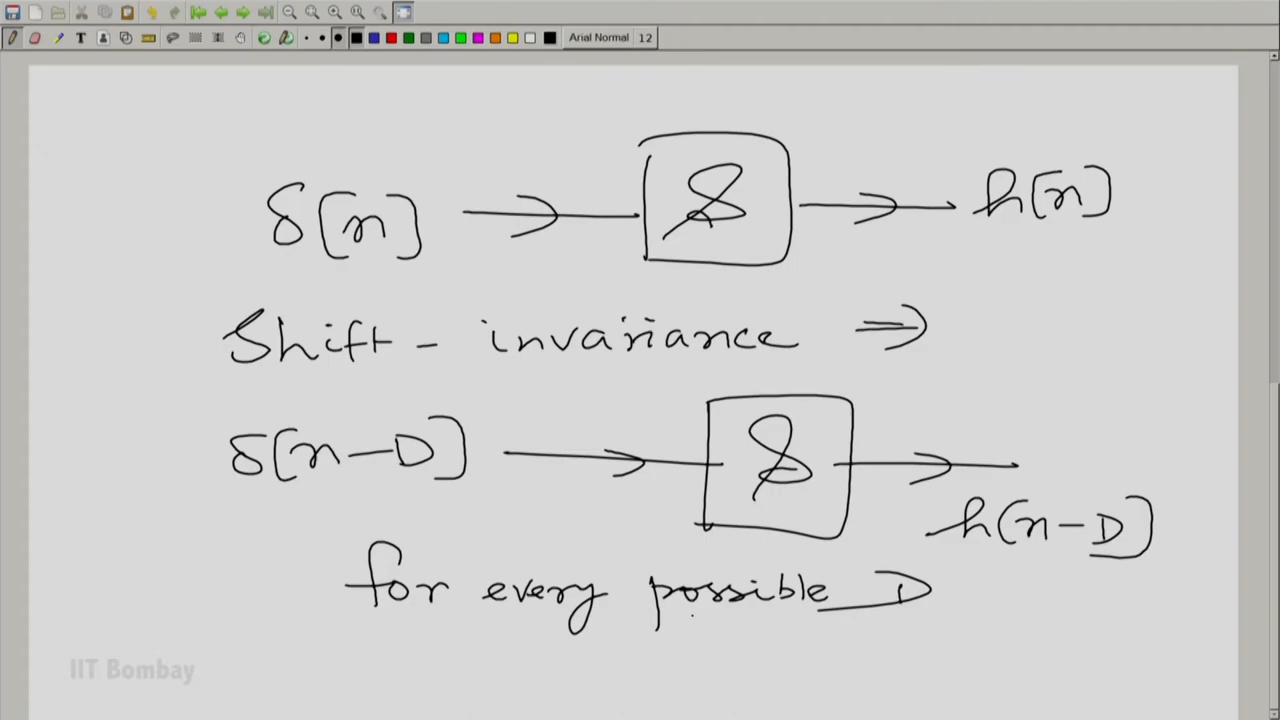 Arial Normal 12
δ[n] → S → h[n]
Shift - invariance ⇒
δ[n-D] → S →
h[n-D]
for every possible D
IIT Bombay